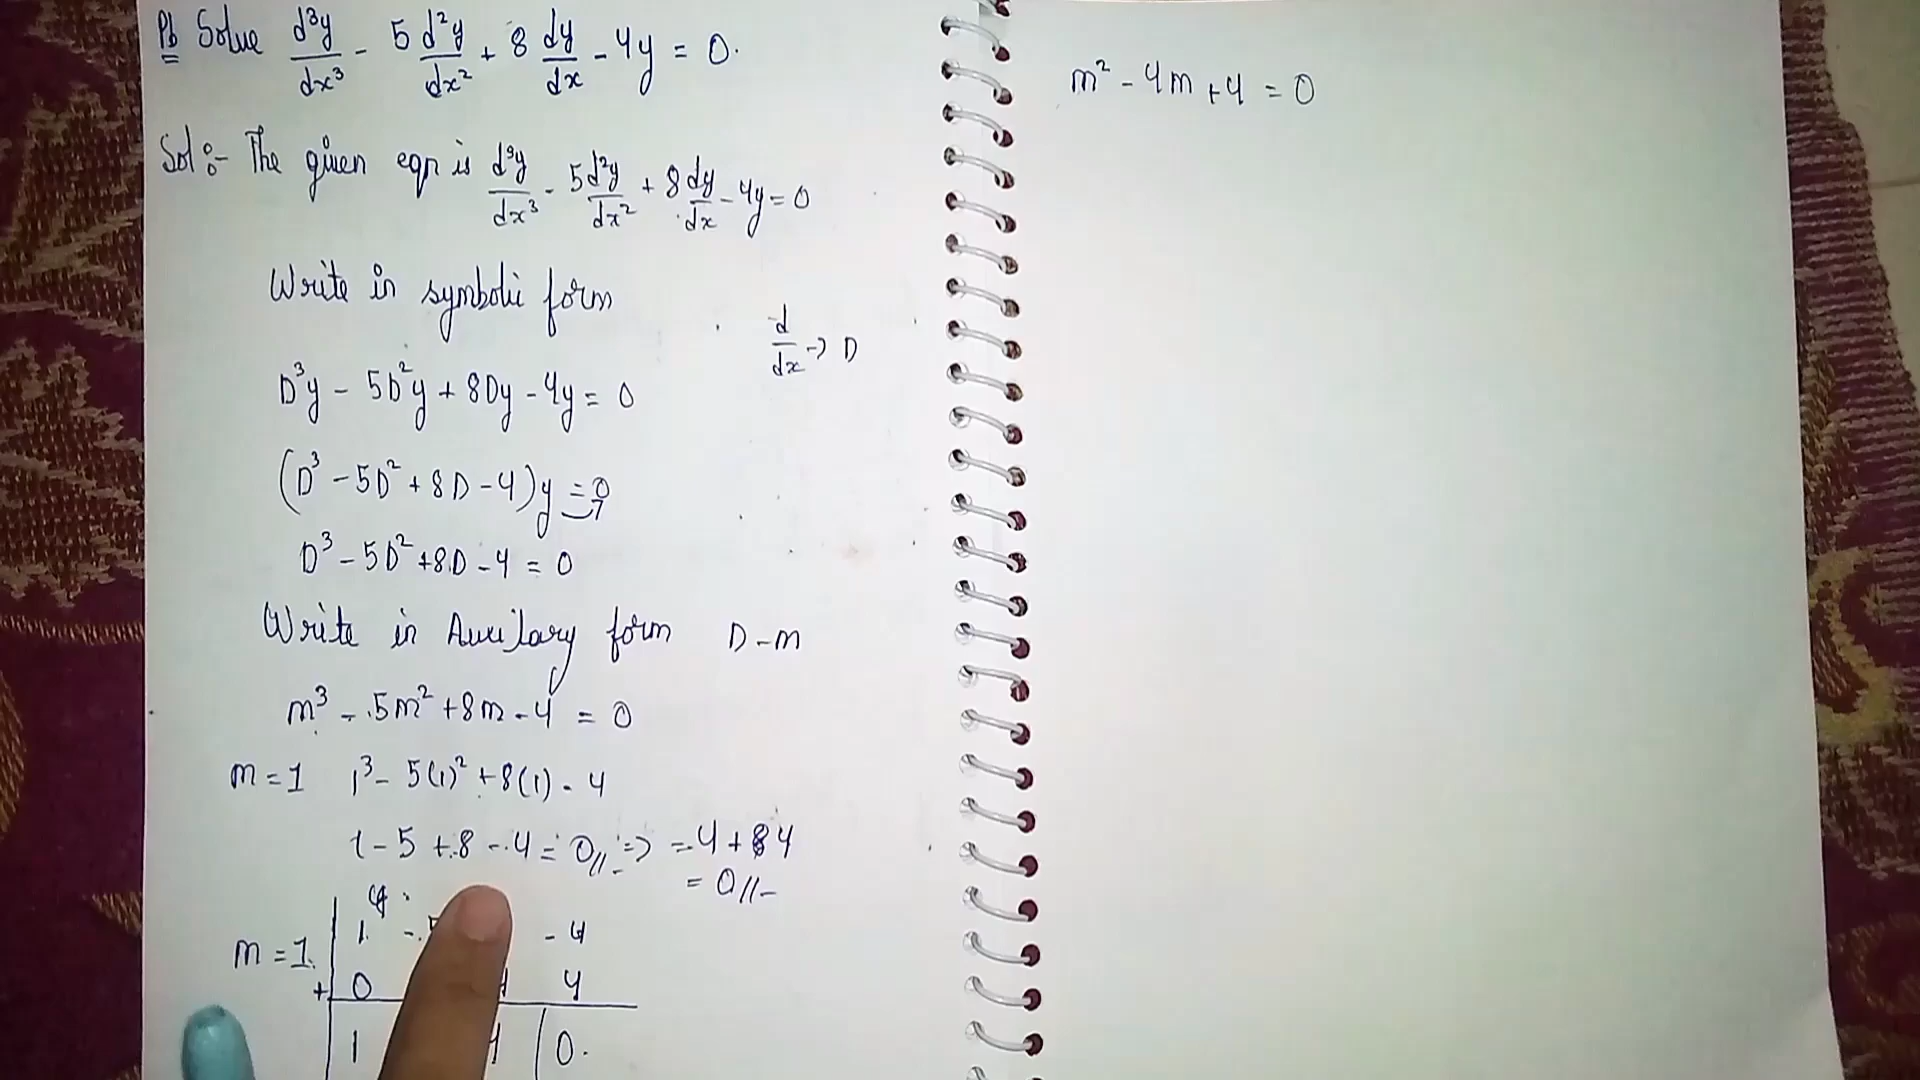 Pb Solve d³y/dx³ - 5 d²y/dx² + 8 dy/dx - 4y = 0.
Sol:- The given eqn is d³y/dx³ - 5d²y/dx² + 8dy/dx - 4y = 0
Write in symbolic form
d/dx -> D
D³y - 5D²y + 8Dy - 4y = 0
(D³ - 5D² + 8D - 4)y = 0
D³ - 5D² + 8D - 4 = 0
Write in Auxilary form D - m
m³ - 5m² + 8m - 4 = 0
m = 1 1³ - 5(1)² + 8(1) - 4
1 - 5 + 8 - 4 = 0// => -4 + 4
= 0//-
m = 1 1 - 4
+ 0 4
1 0.
m² - 4m + 4 = 0